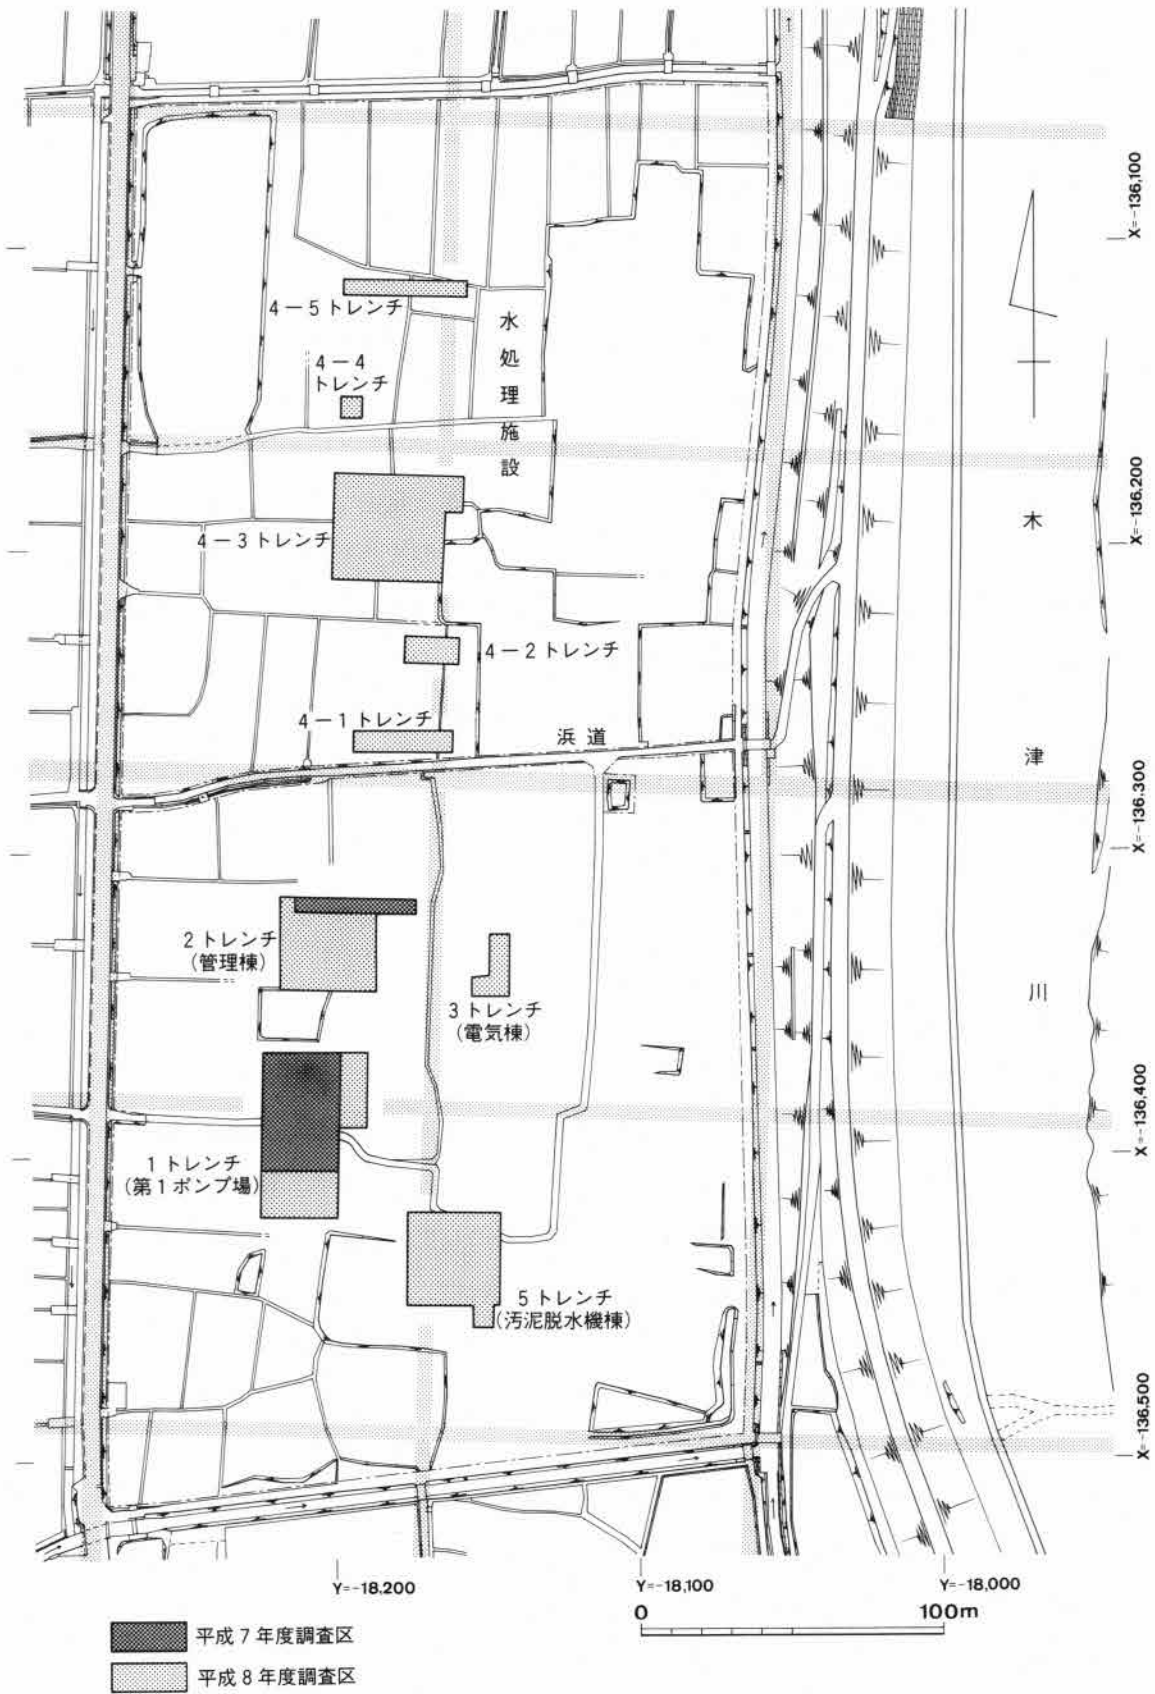 X=-136,100
4-5トレンチ
水処理施設
4-4
トレンチ
X=-136,200
木津川
4-3トレンチ
4-2トレンチ
4-1トレンチ
浜道
X=-136,300
2トレンチ
(管理棟)
3トレンチ
(電気棟)
X=-136,400
1トレンチ
(第1ポンプ場)
5トレンチ
(汚泥脱水機棟)
X=-136,500
Y=-18,200
Y=-18,100
Y=-18,000
0 100m
平成7年度調査区
平成8年度調査区